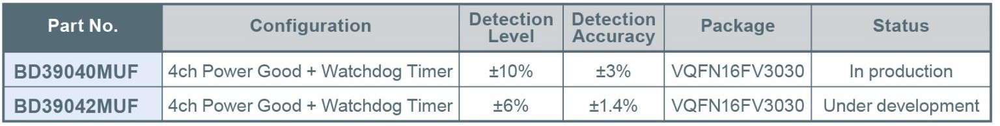 Part No. Configuration Detection Level Detection Accuracy Package Status
BD39040MUF 4ch Power Good + Watchdog Timer ±10% ±3% VQFN16FV3030 In production
BD39042MUF 4ch Power Good + Watchdog Timer ±6% ±1.4% VQFN16FV3030 Under development